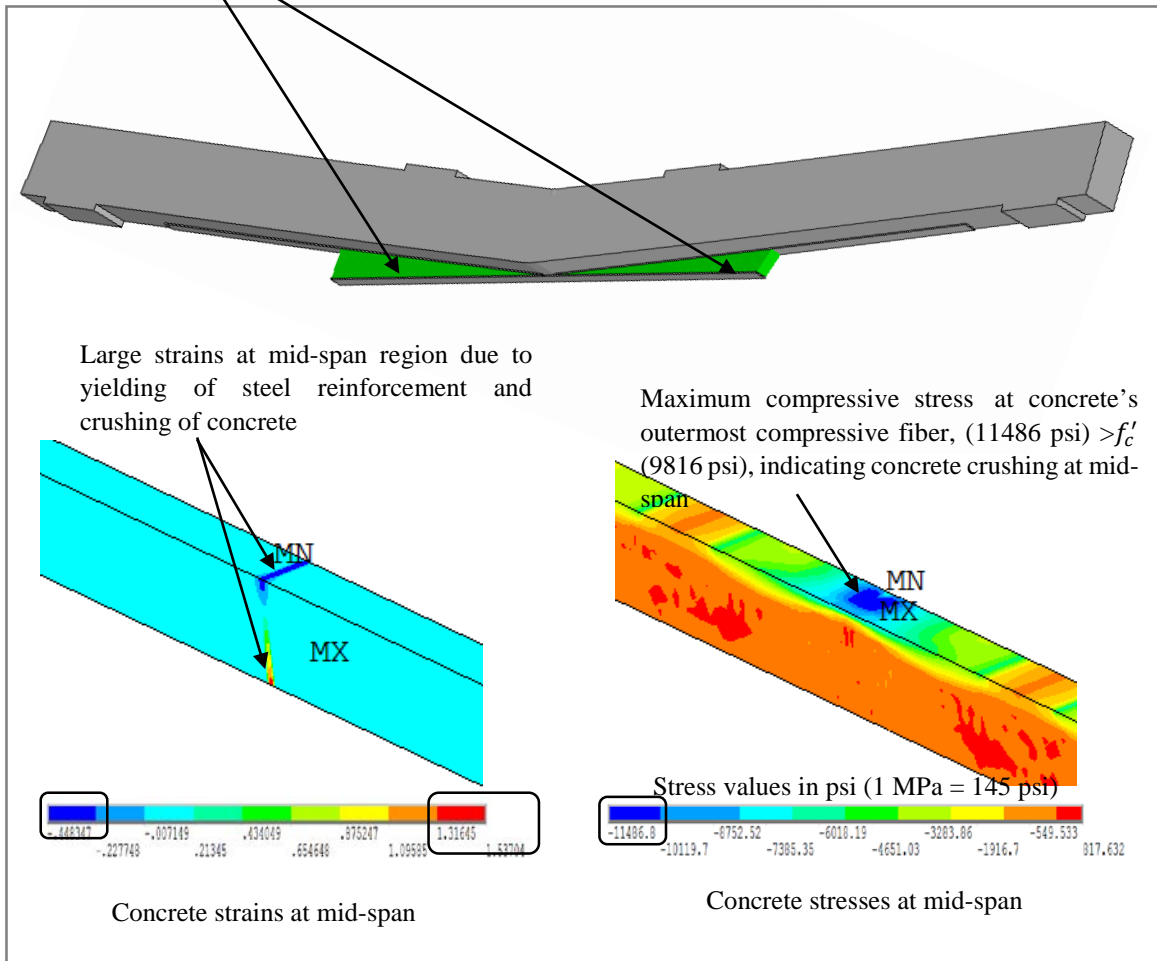 Large strains at mid-span region due to
yielding of steel reinforcement and
crushing of concrete
Maximum compressive stress at concrete's
outermost compressive fiber, (11486 psi) >f′c
(9816 psi), indicating concrete crushing at mid-
span
MN
MX
MN
MX
Stress values in psi (1 MPa = 145 psi)
-.448347 -.007149 .434049 .875247 1.31645
-.227748 .21345 .654648 1.09585 1.53704
-11486.8 -8752.52 -6018.19 -3283.86 -549.533
-10119.7 -7385.35 -4651.03 -1916.7 817.632
Concrete strains at mid-span
Concrete stresses at mid-span